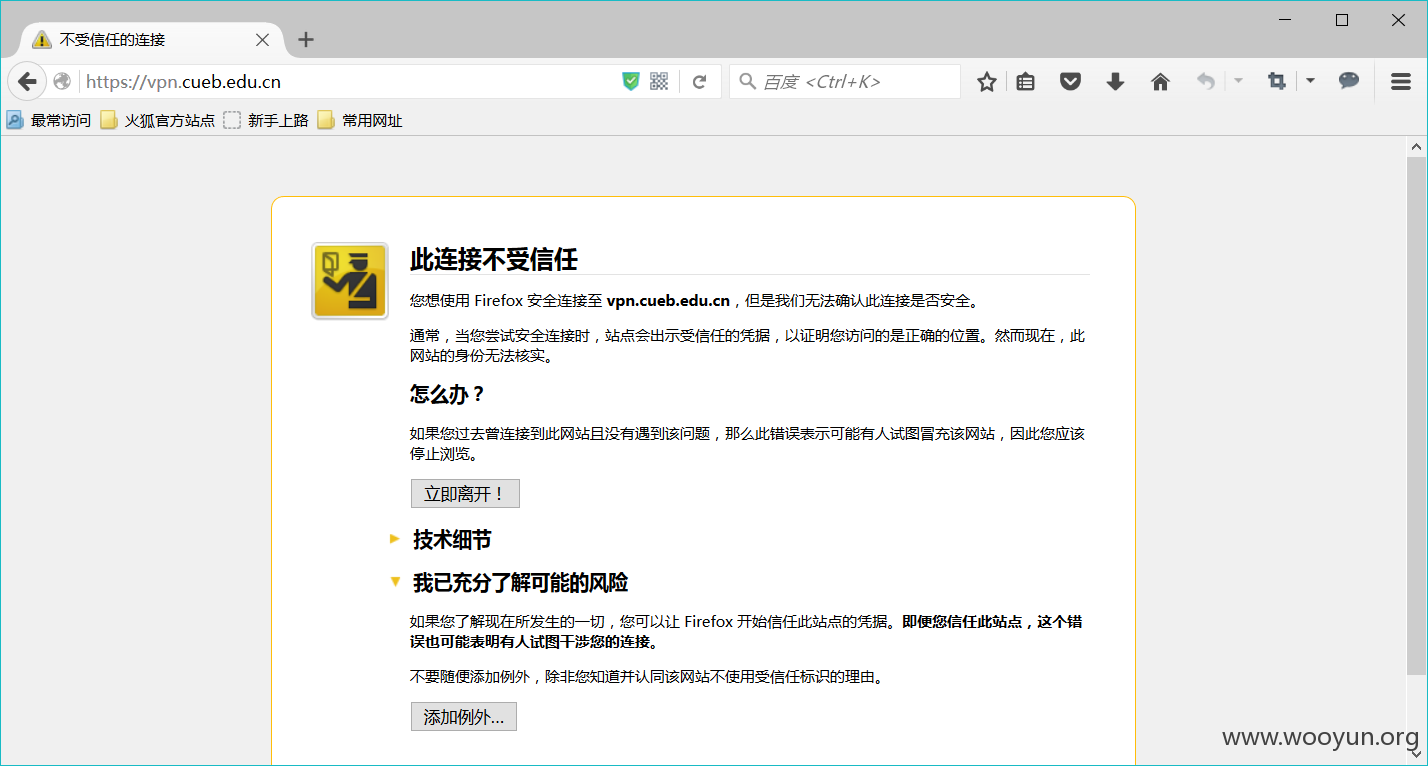 不受信任的连接
https://vpn.cueb.edu.cn
百度 <Ctrl+K>
最常访问 火狐官方站点 新手上路 常用网址
此连接不受信任
您想使用 Firefox 安全连接至 vpn.cueb.edu.cn，但是我们无法确认此连接是否安全。
通常，当您尝试安全连接时，站点会出示受信任的凭据，以证明您访问的是正确的位置。然而现在，此
网站的身份无法核实。
怎么办？
如果您过去曾连接到此网站且没有遇到该问题，那么此错误表示可能有人试图冒充该网站，因此您应该
停止浏览。
立即离开！
技术细节
我已充分了解可能的风险
如果您了解现在所发生的一切，您可以让 Firefox 开始信任此站点的凭据。即便您信任此站点，这个错
误也可能表明有人试图干涉您的连接。
不要随便添加例外，除非您知道并认同该网站不使用受信任标识的理由。
添加例外...
www.wooyun.org